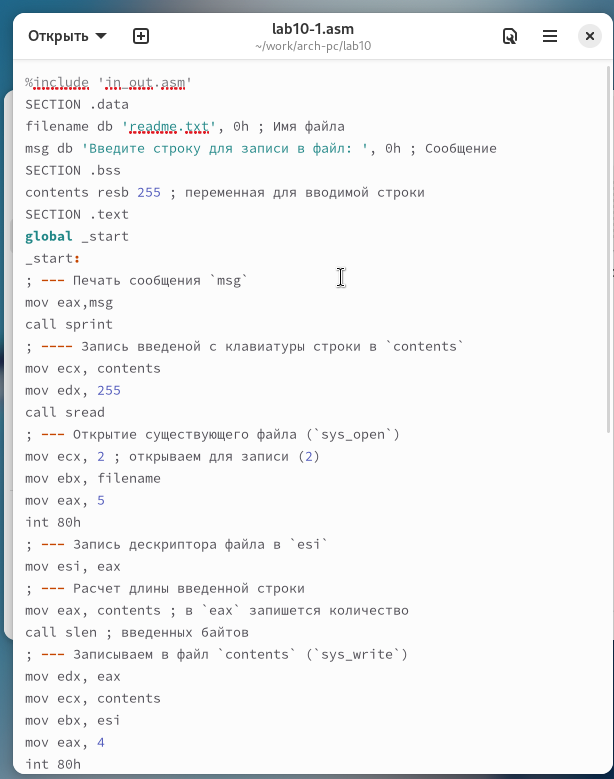 Открыть
lab10-1.asm
~/work/arch-pc/lab10
%include 'in_out.asm'
SECTION .data
filename db 'readme.txt', 0h ; Имя файла
msg db 'Введите строку для записи в файл: ', 0h ; Сообщение
SECTION .bss
contents resb 255 ; переменная для вводимой строки
SECTION .text
global _start
_start:
; --- Печать сообщения `msg`
mov eax,msg
call sprint
; ---- Запись введеной с клавиатуры строки в `contents`
mov ecx, contents
mov edx, 255
call sread
; --- Открытие существующего файла (`sys_open`)
mov ecx, 2 ; открываем для записи (2)
mov ebx, filename
mov eax, 5
int 80h
; --- Запись дескриптора файла в `esi`
mov esi, eax
; --- Расчет длины введенной строки
mov eax, contents ; в `eax` запишется количество
call slen ; введенных байтов
; --- Записываем в файл `contents` (`sys_write`)
mov edx, eax
mov ecx, contents
mov ebx, esi
mov eax, 4
int 80h